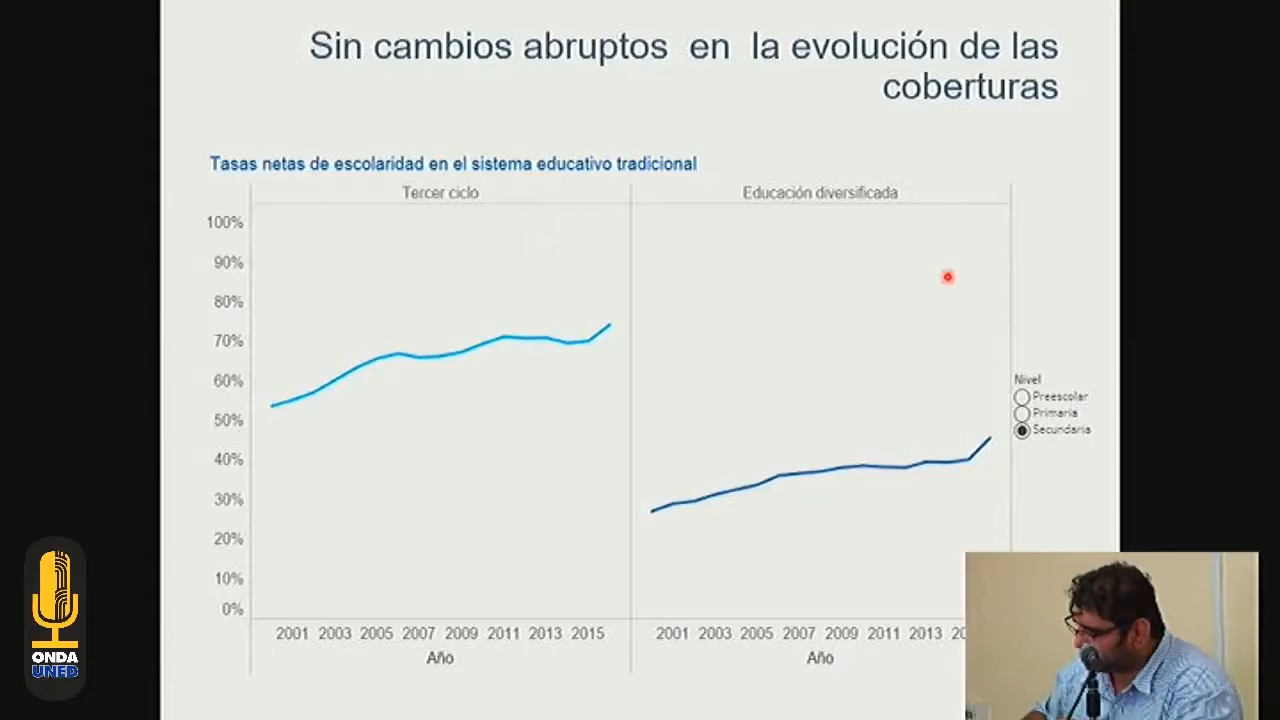 Sin cambios abruptos en la evolución de las
coberturas
Tasas netas de escolaridad en el sistema educativo tradicional
Tercer ciclo
Educación diversificada
100%
90%
80%
70%
60%
50%
40%
30%
20%
10%
0%
2001 2003 2005 2007 2009 2011 2013 2015
2001 2003 2005 2007 2009 2011 2013 20
Año
Año
Nivel
Preescolar
Primaria
Secundaria
ONDA
UNED